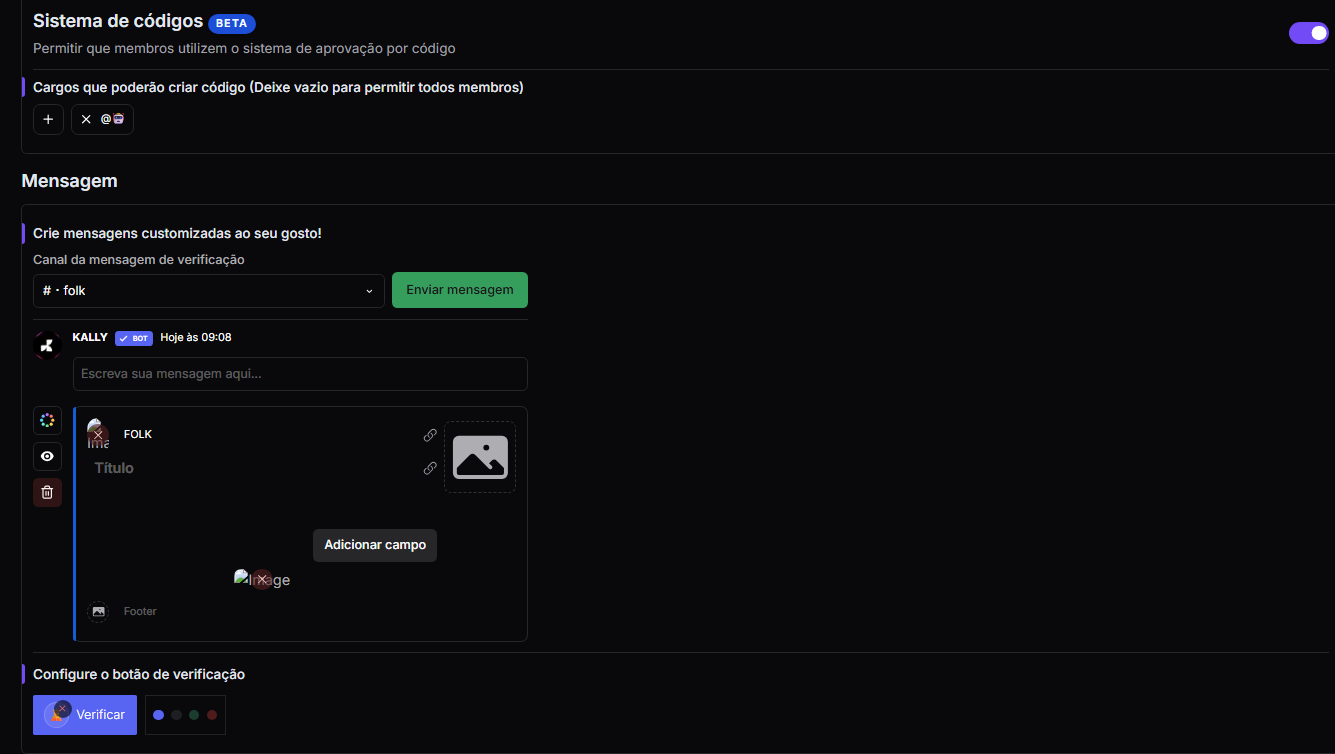 Sistema de códigos BETA
Permitir que membros utilizem o sistema de aprovação por código
Cargos que poderão criar código (Deixe vazio para permitir todos membros)
@
Mensagem
Crie mensagens customizadas ao seu gosto!
Canal da mensagem de verificação
# · folk
Enviar mensagem
KALLY BOT Hoje às 09:08
Escreva sua mensagem aqui...
Ima
FOLK
Título
Adicionar campo
Image
Footer
Configure o botão de verificação
Verificar